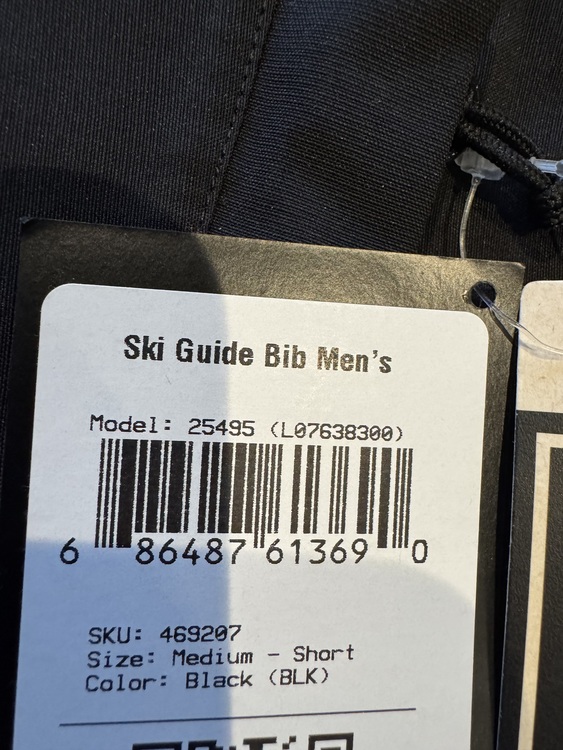 Ski Guide Bib Men's
Model: 25495 (L07638300)
6 86487 61369 0
SKU: 469207
Size: Medium - Short
Color: Black (BLK)